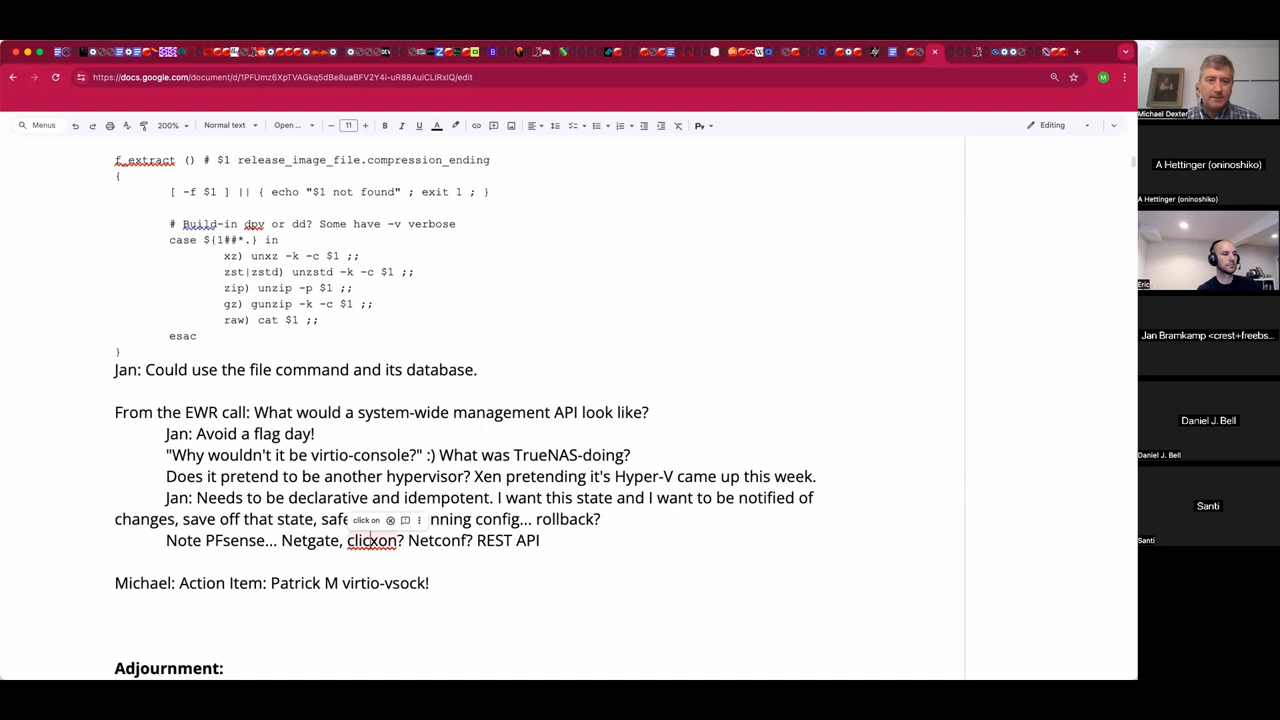 https://docs.google.com/document/d/1PFUmz6XpTVAGkq5dBe8uaBFV2Y4i-uR88AuiCLlRxIQ/edit
M
Menus
200%
Normal text
Open ...
11
B I U A
Editing
f_extract () # $1 release_image_file.compression_ending
{
[ -f $1 ] || { echo "$1 not found" ; exit 1 ; }
# Build-in dpv or dd? Some have -v verbose
case ${1##*.} in
xz) unxz -k -c $1 ;;
zst|zstd) unzstd -k -c $1 ;;
zip) unzip -p $1 ;;
gz) gunzip -k -c $1 ;;
raw) cat $1 ;;
esac
}
Jan: Could use the file command and its database.
From the EWR call: What would a system-wide management API look like?
Jan: Avoid a flag day!
"Why wouldn't it be virtio-console?" :) What was TrueNAS-doing?
Does it pretend to be another hypervisor? Xen pretending it's Hyper-V came up this week.
Jan: Needs to be declarative and idempotent. I want this state and I want to be notified of
changes, save off that state, safe nning config... rollback?
click on
Note PFsense... Netgate, clicxon? Netconf? REST API
Michael: Action Item: Patrick M virtio-vsock!
Adjournment:
Michael Dexter
A Hettinger (oninoshiko)
A Hettinger (oninoshiko)
Eric
Jan Bramkamp <crest+freebs...
Daniel J. Bell
Daniel J. Bell
Santi
Santi